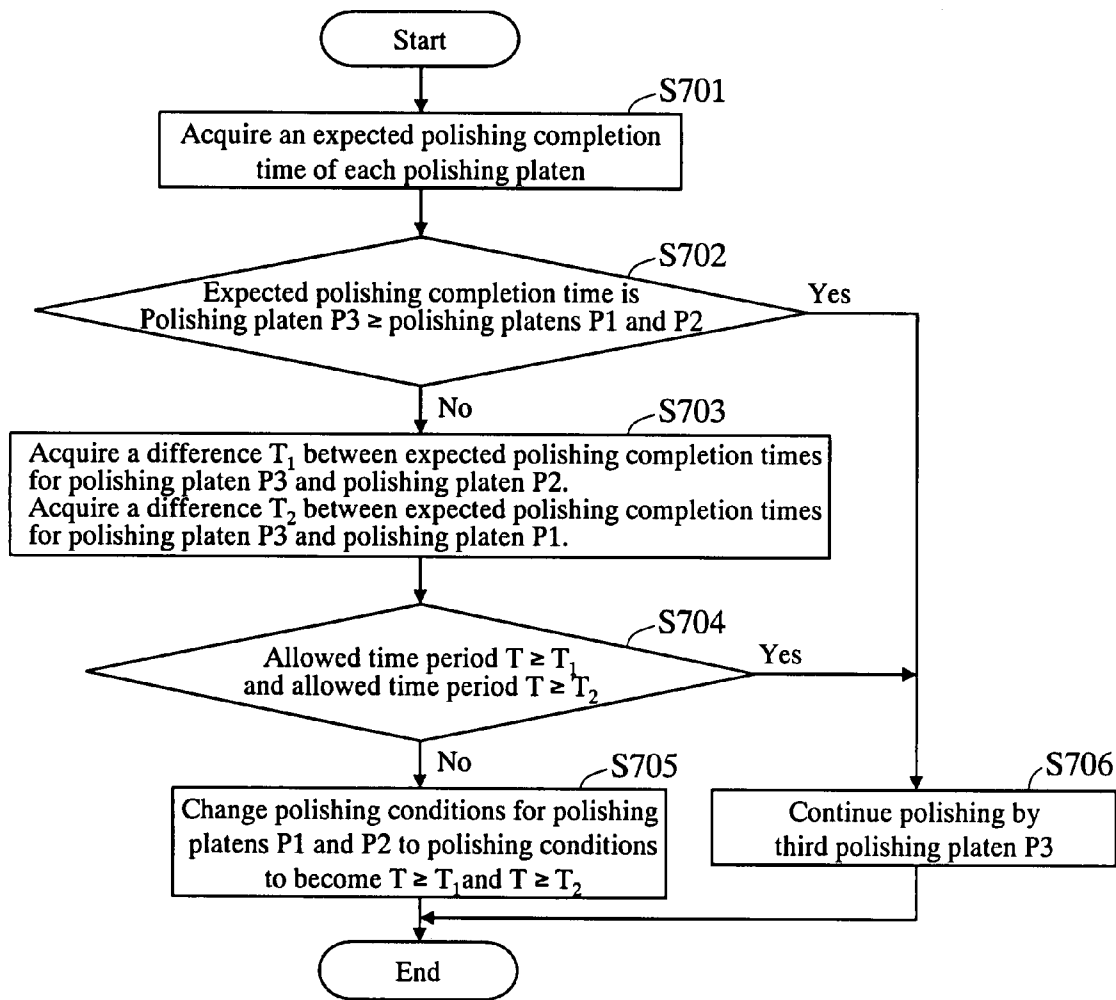 Start
S701
Acquire an expected polishing completion
time of each polishing platen
S702
Expected polishing completion time is
Polishing platen P3 ≥ polishing platens P1 and P2
Yes
No
S703
Acquire a difference T₁ between expected polishing completion times
for polishing platen P3 and polishing platen P2.
Acquire a difference T₂ between expected polishing completion times
for polishing platen P3 and polishing platen P1.
S704
Allowed time period T ≥ T₁
and allowed time period T ≥ T₂
Yes
No
S705
Change polishing conditions for polishing
platens P1 and P2 to polishing conditions
to become T ≥ T₁ and T ≥ T₂
S706
Continue polishing by
third polishing platen P3
End